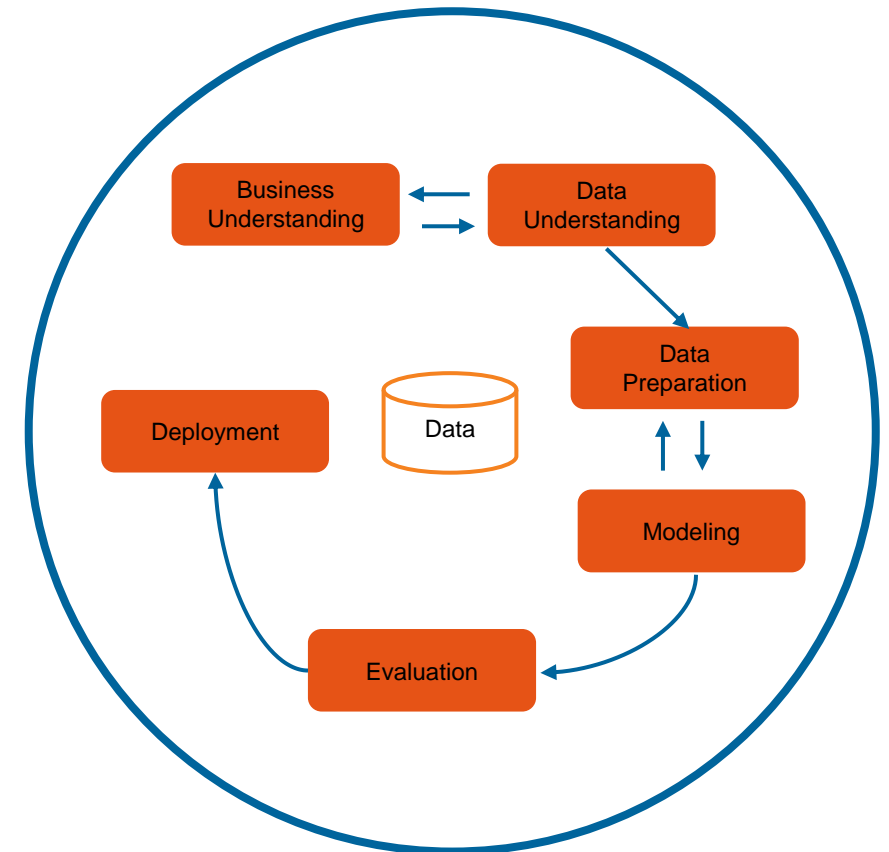 Business
Understanding
Data
Understanding
Data
Preparation
Deployment
Data
Modeling
Evaluation